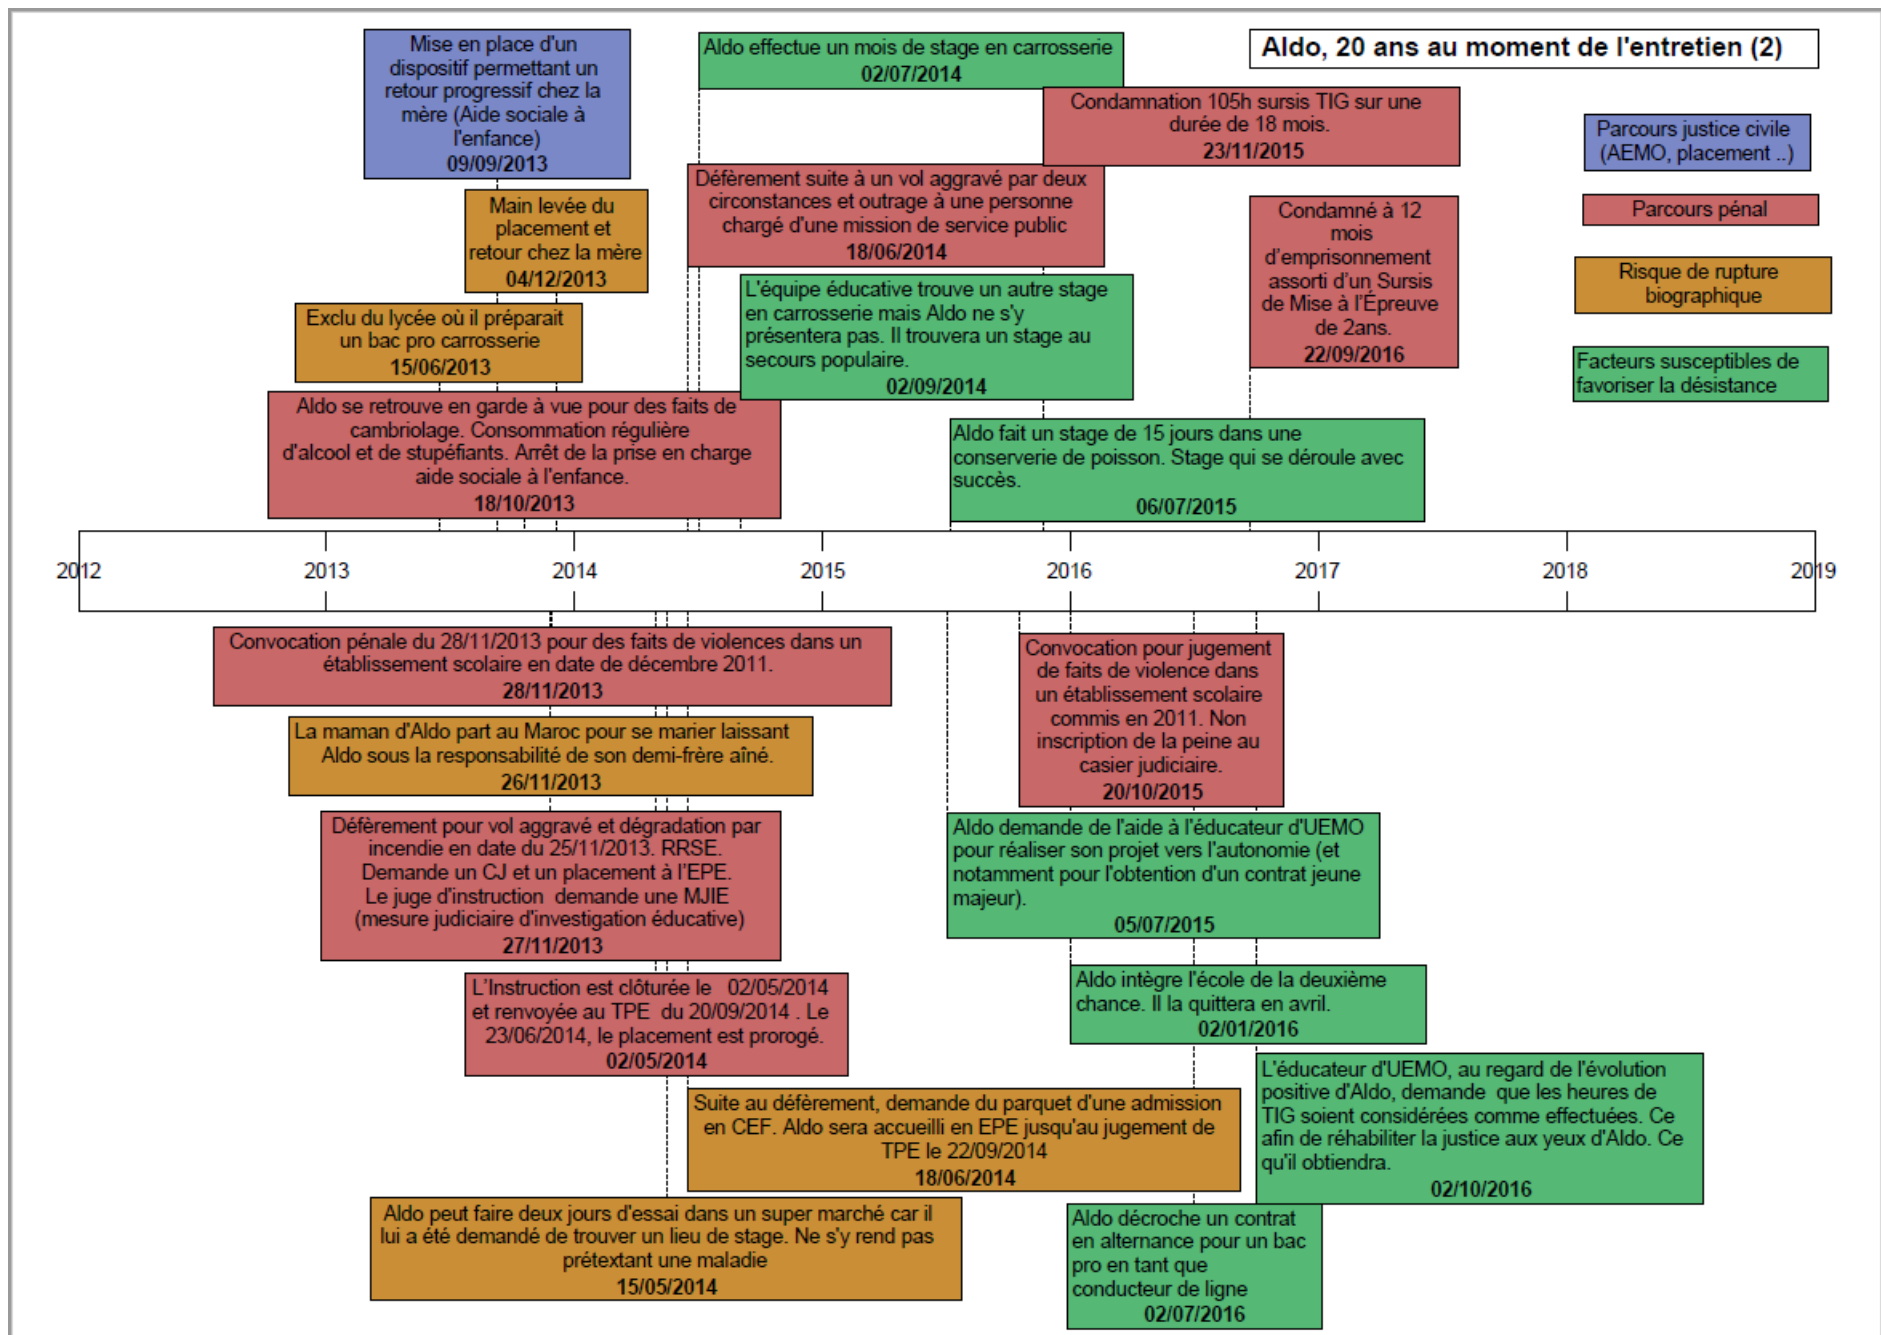 Aldo, 20 ans au moment de l'entretien (2)
Mise en place d'un
dispositif permettant un
retour progressif chez la
mère (Aide sociale à
l'enfance)
09/09/2013
Main levée du
placement et
retour chez la mère
04/12/2013
Exclu du lycée où il préparait
un bac pro carrosserie
15/06/2013
Aldo se retrouve en garde à vue pour des faits de
cambriolage. Consommation régulière
d'alcool et de stupéfiants. Arrêt de la prise en charge
aide sociale à l'enfance.
18/10/2013
Aldo effectue un mois de stage en carrosserie
02/07/2014
Défèrement suite à un vol aggravé par deux
circonstances et outrage à une personne
chargé d'une mission de service public
18/06/2014
L'équipe éducative trouve un autre stage
en carrosserie mais Aldo ne s'y
présentera pas. Il trouvera un stage au
secours populaire.
02/09/2014
Condamnation 105h sursis TIG sur une
durée de 18 mois.
23/11/2015
Condamné à 12
mois
d'emprisonnement
assorti d'un Sursis
de Mise à l'Épreuve
de 2ans.
22/09/2016
Aldo fait un stage de 15 jours dans une
conserverie de poisson. Stage qui se déroule avec
succès.
06/07/2015
Parcours justice civile
(AEMO, placement ..)
Parcours pénal
Risque de rupture
biographique
Facteurs susceptibles de
favoriser la désistance
2012 2013 2014 2015 2016 2017 2018 2019
Convocation pénale du 28/11/2013 pour des faits de violences dans un
établissement scolaire en date de décembre 2011.
28/11/2013
La maman d'Aldo part au Maroc pour se marier laissant
Aldo sous la responsabilité de son demi-frère aîné.
26/11/2013
Défèrement pour vol aggravé et dégradation par
incendie en date du 25/11/2013. RRSE.
Demande un CJ et un placement à l'EPE.
Le juge d'instruction demande une MJIE
(mesure judiciaire d'investigation éducative)
27/11/2013
L'Instruction est clôturée le 02/05/2014
et renvoyée au TPE du 20/09/2014 . Le
23/06/2014, le placement est prorogé.
02/05/2014
Suite au défèrement, demande du parquet d'une admission
en CEF. Aldo sera accueilli en EPE jusqu'au jugement de
TPE le 22/09/2014
18/06/2014
Aldo peut faire deux jours d'essai dans un super marché car il
lui a été demandé de trouver un lieu de stage. Ne s'y rend pas
prétextant une maladie
15/05/2014
Convocation pour jugement
de faits de violence dans
un établissement scolaire
commis en 2011. Non
inscription de la peine au
casier judiciaire.
20/10/2015
Aldo demande de l'aide à l'éducateur d'UEMO
pour réaliser son projet vers l'autonomie (et
notamment pour l'obtention d'un contrat jeune
majeur).
05/07/2015
Aldo intègre l'école de la deuxième
chance. Il la quittera en avril.
02/01/2016
L'éducateur d'UEMO, au regard de l'évolution
positive d'Aldo, demande que les heures de
TIG soient considérées comme effectuées. Ce
afin de réhabiliter la justice aux yeux d'Aldo. Ce
qu'il obtiendra.
02/10/2016
Aldo décroche un contrat
en alternance pour un bac
pro en tant que
conducteur de ligne
02/07/2016